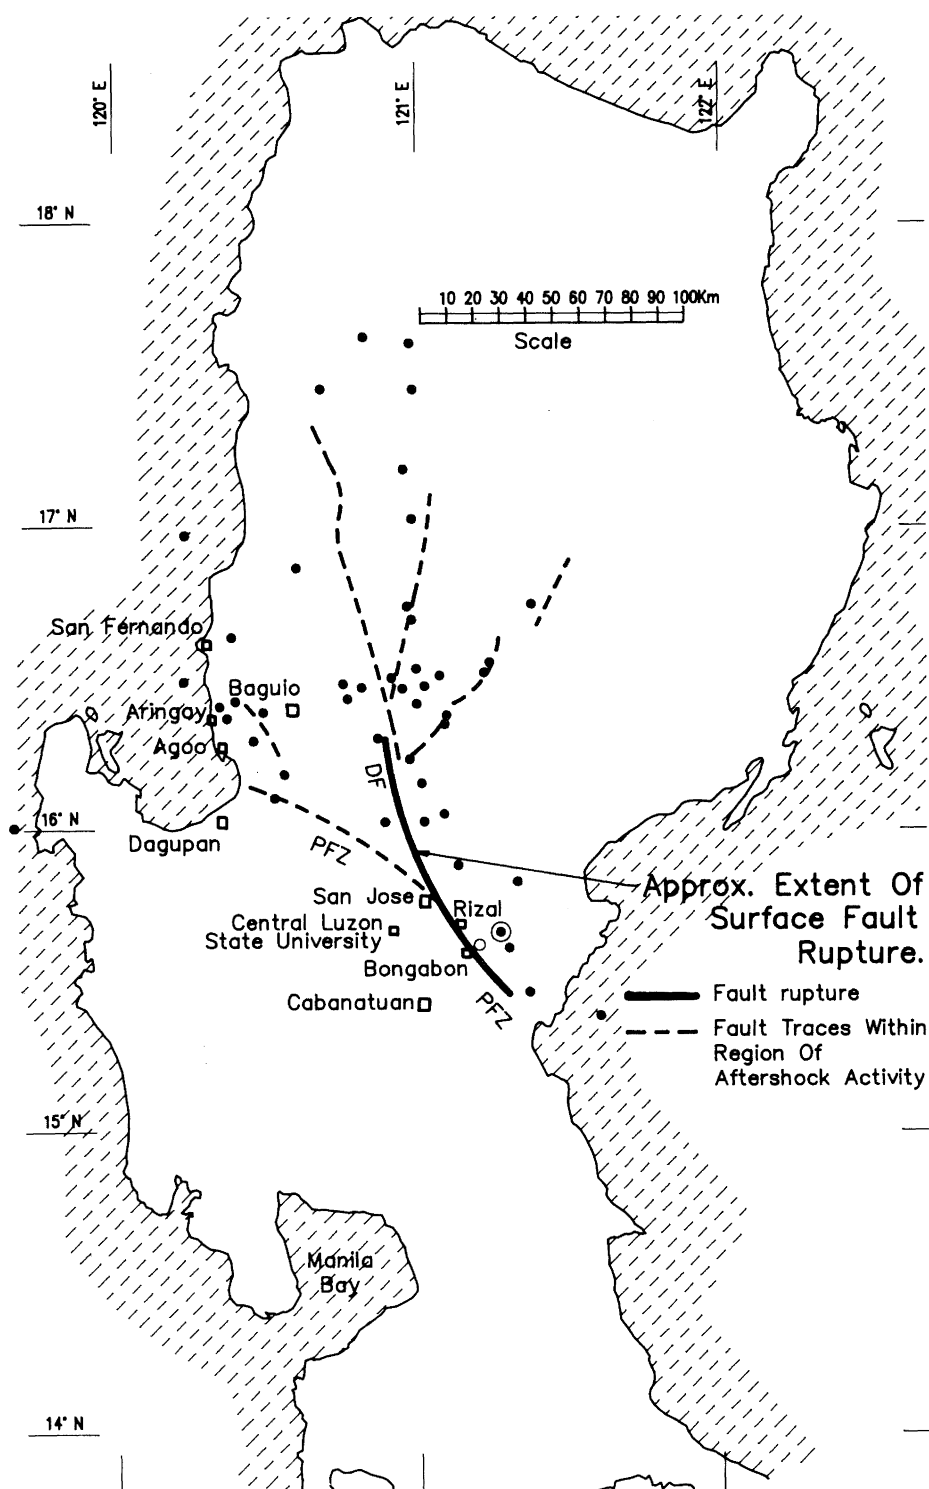 120° E
121° E
122° E
18° N
10 20 30 40 50 60 70 80 90 100Km
Scale
17° N
San Fernando
Baguio
Aringay
Agoo
DF
16° N
Dagupan
PFZ
Approx. Extent Of
Surface Fault
Rupture.
San Jose
Rizal
Central Luzon
State University
Bongabon
Cabanatuan
PFZ
Fault rupture
Fault Traces Within
Region Of
Aftershock Activity
15° N
Manila
Bay
14° N